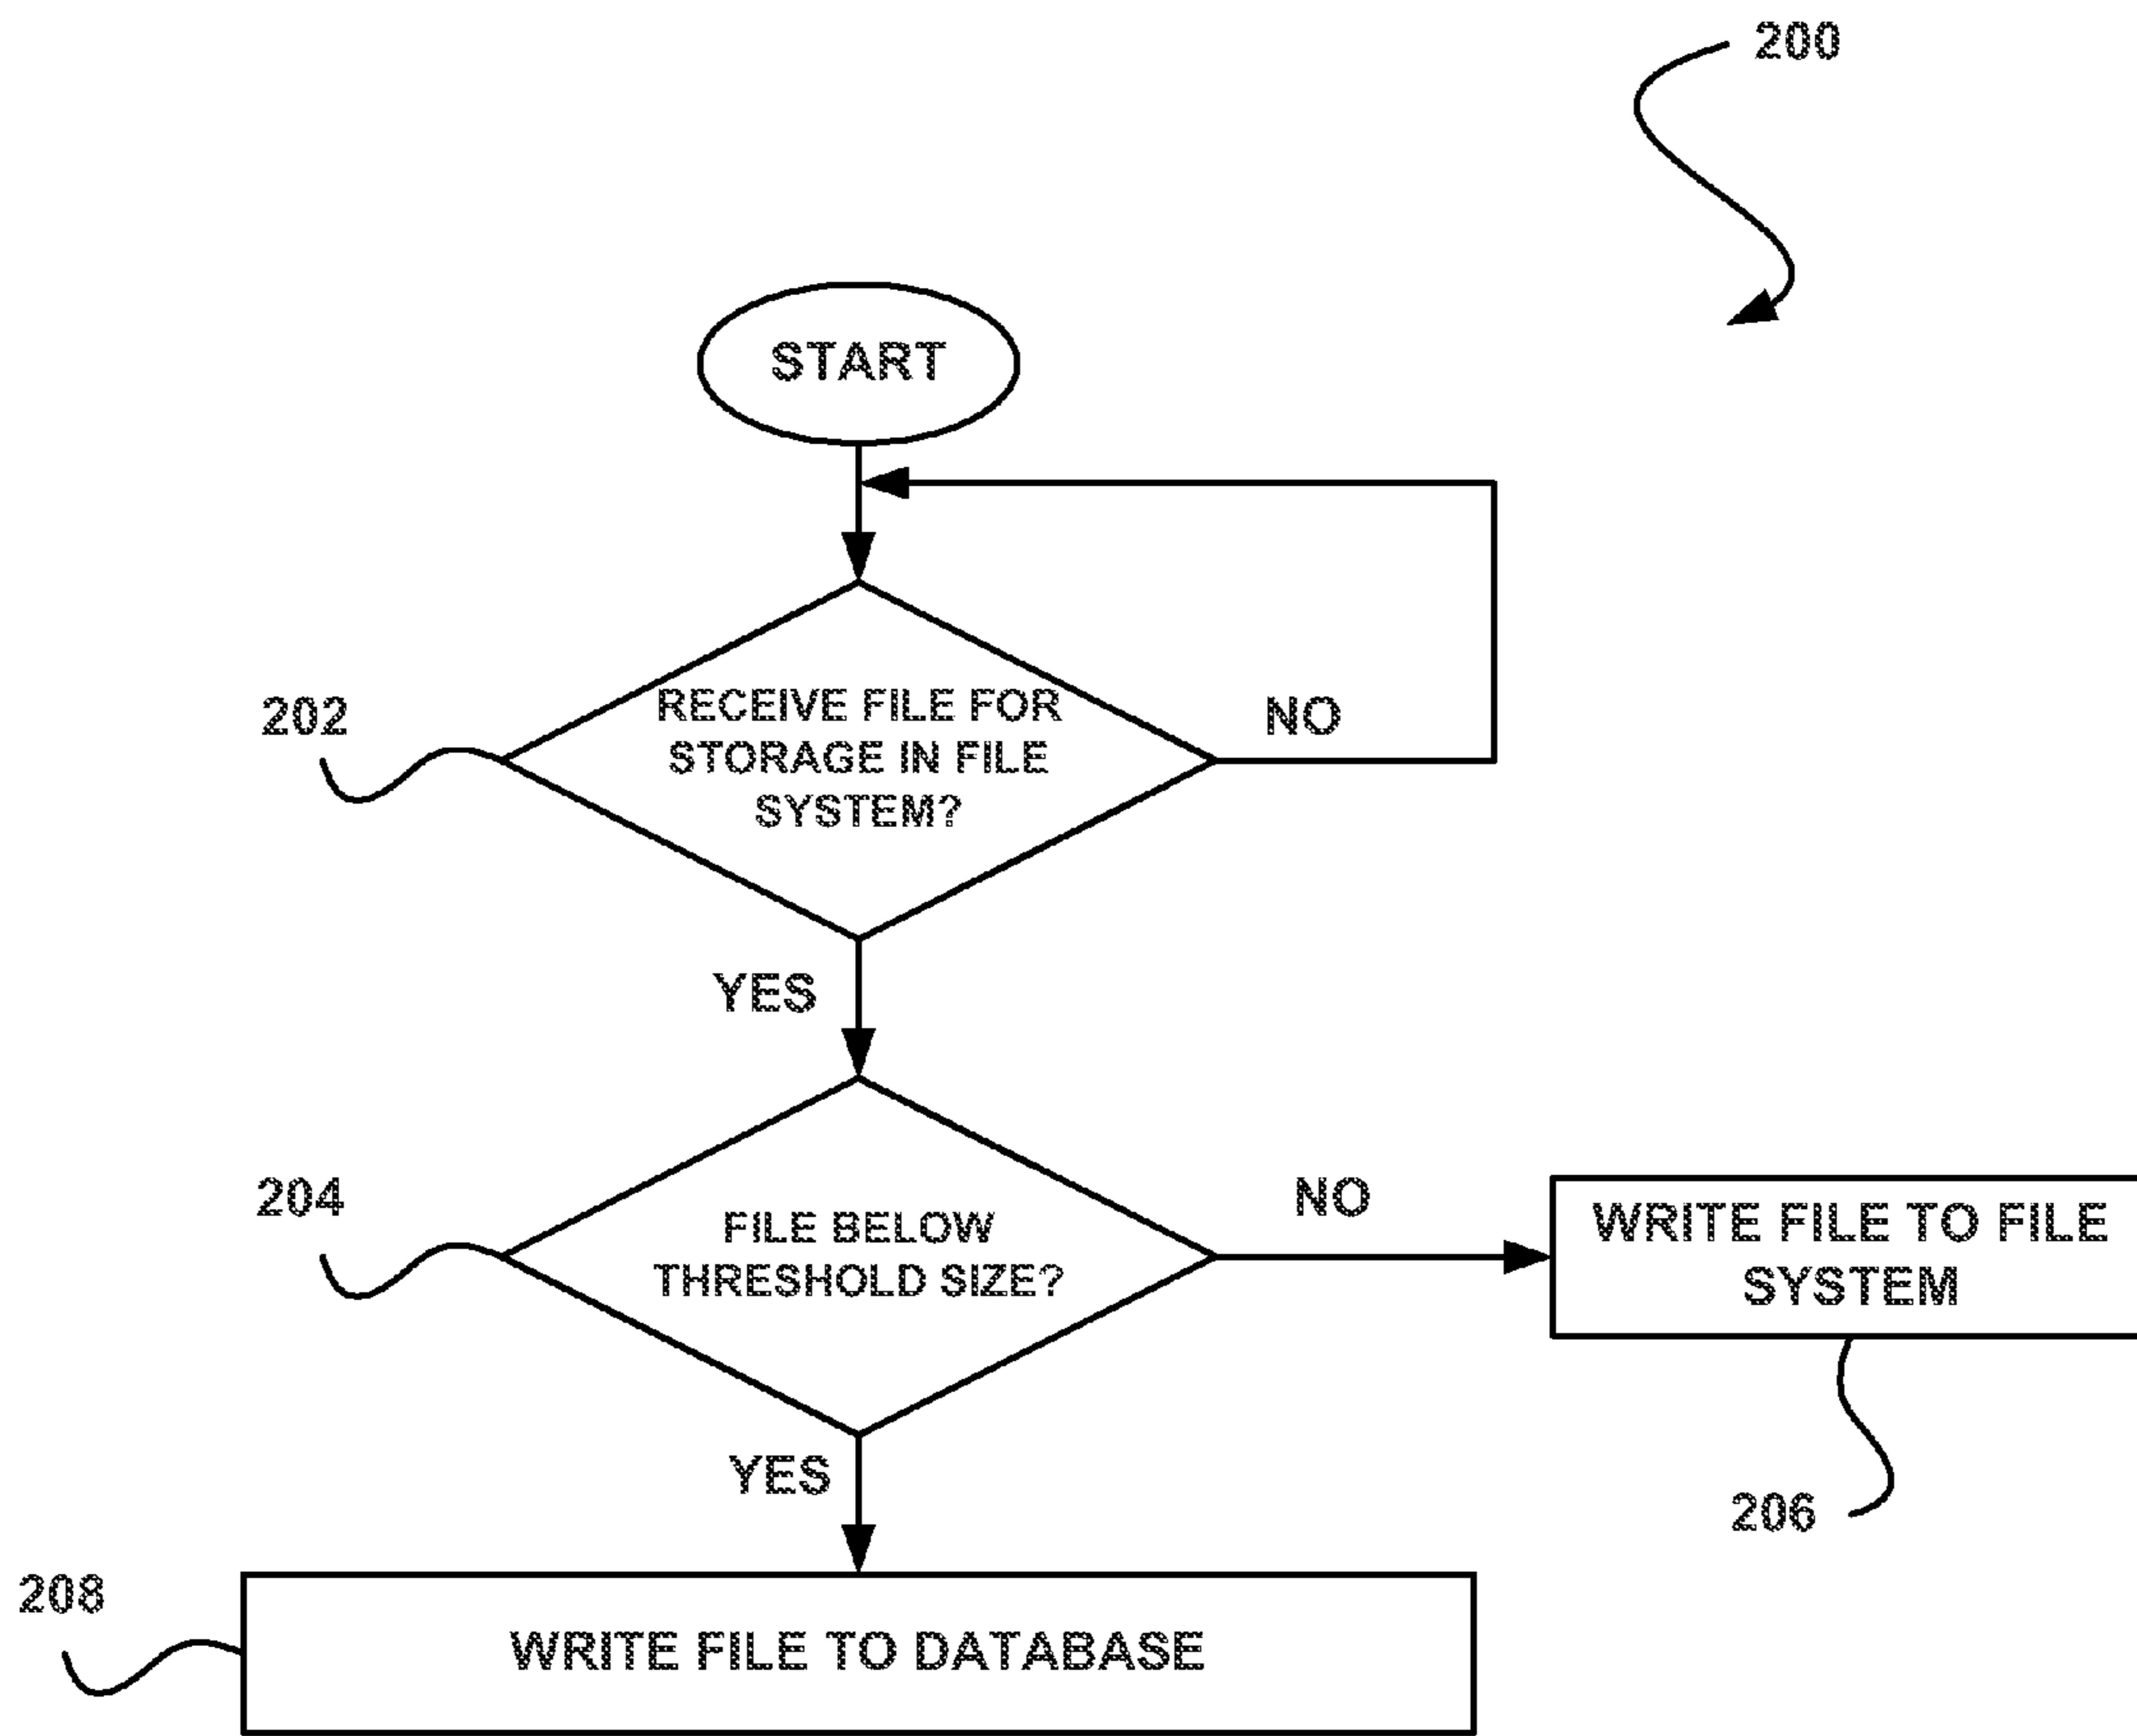 200
START
202
RECEIVE FILE FOR
STORAGE IN FILE
SYSTEM?
NO
YES
204
FILE BELOW
THRESHOLD SIZE?
NO
WRITE FILE TO FILE
SYSTEM
206
YES
208
WRITE FILE TO DATABASE